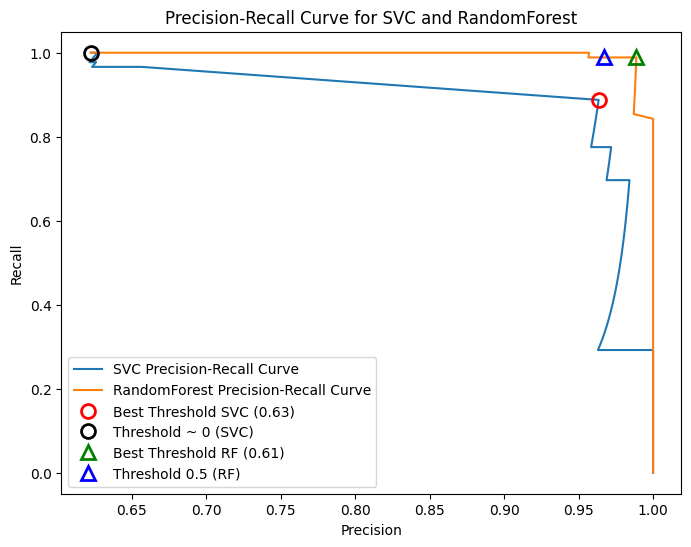 Precision-Recall Curve for SVC and RandomForest
1.0
0.8
0.6
0.4
0.2
0.0
Recall
SVC Precision-Recall Curve
RandomForest Precision-Recall Curve
Best Threshold SVC (0.63)
Threshold ~ 0 (SVC)
Best Threshold RF (0.61)
Threshold 0.5 (RF)
0.65 0.70 0.75 0.80 0.85 0.90 0.95 1.00
Precision